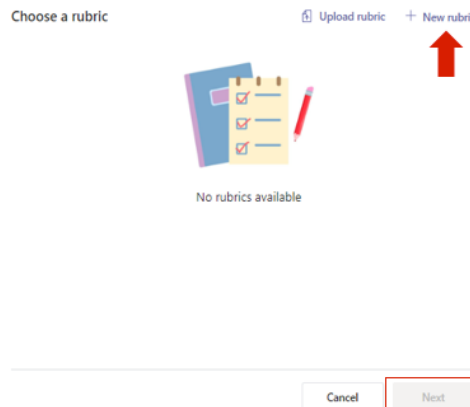 Choose a rubric
Upload rubric
+ New rubri
No rubrics available
Cancel
Next